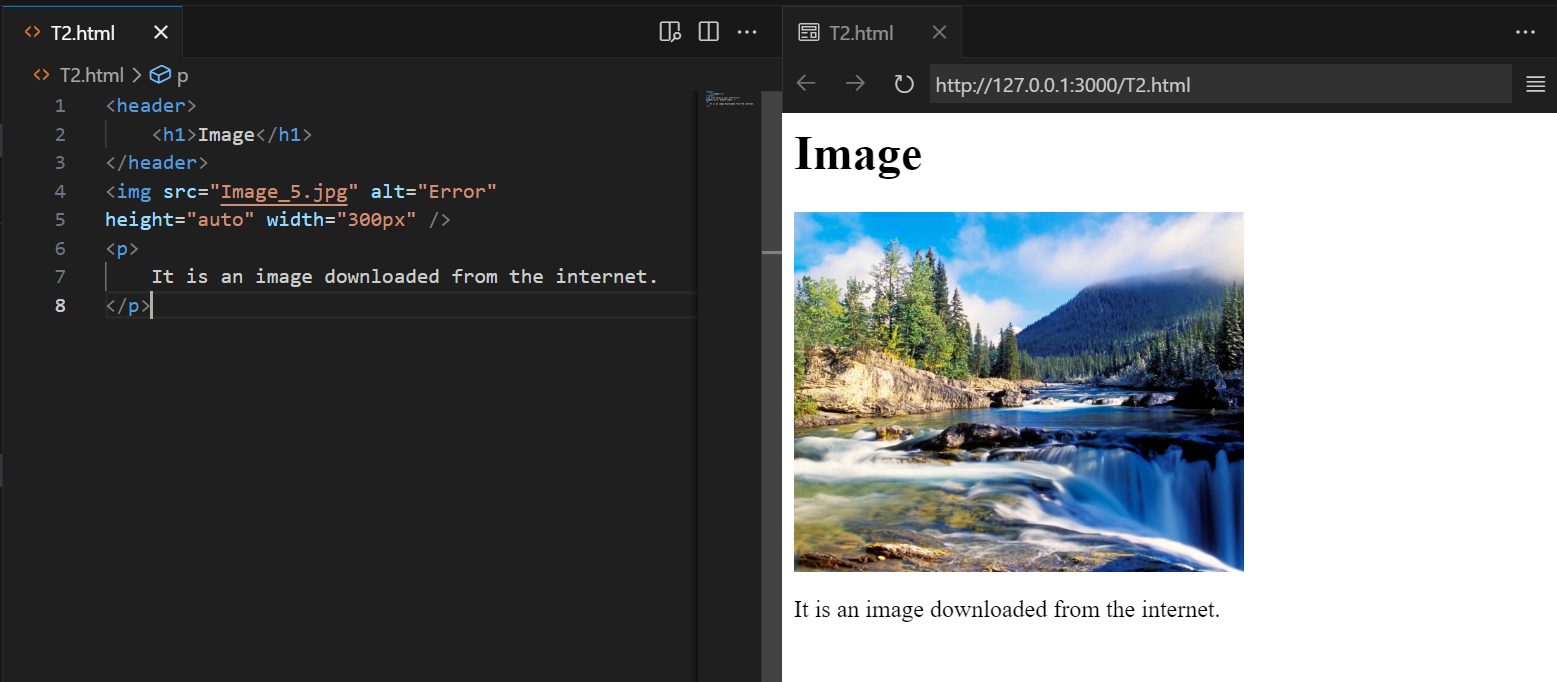 T2.html
T2.html > p
1 <header>
2     <h1>Image</h1>
3 </header>
4 <img src="Image_5.jpg" alt="Error"
5 height="auto" width="300px" />
6 <p>
7     It is an image downloaded from the internet.
8 </p>
T2.html
http://127.0.0.1:3000/T2.html
Image
It is an image downloaded from the internet.